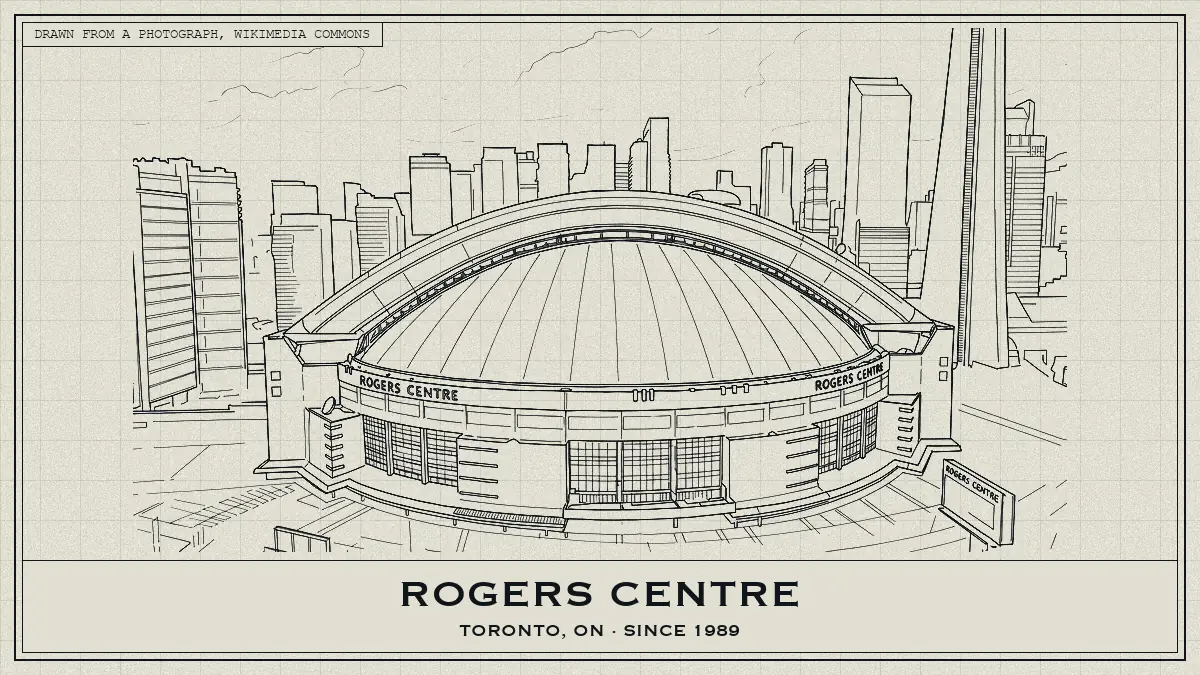 DRAWN FROM A PHOTOGRAPH, WIKIMEDIA COMMONS
ROGERS CENTRE
ROGERS CENTRE
ROGERS CENTRE
ROGERS CENTRE
TORONTO, ON · SINCE 1989